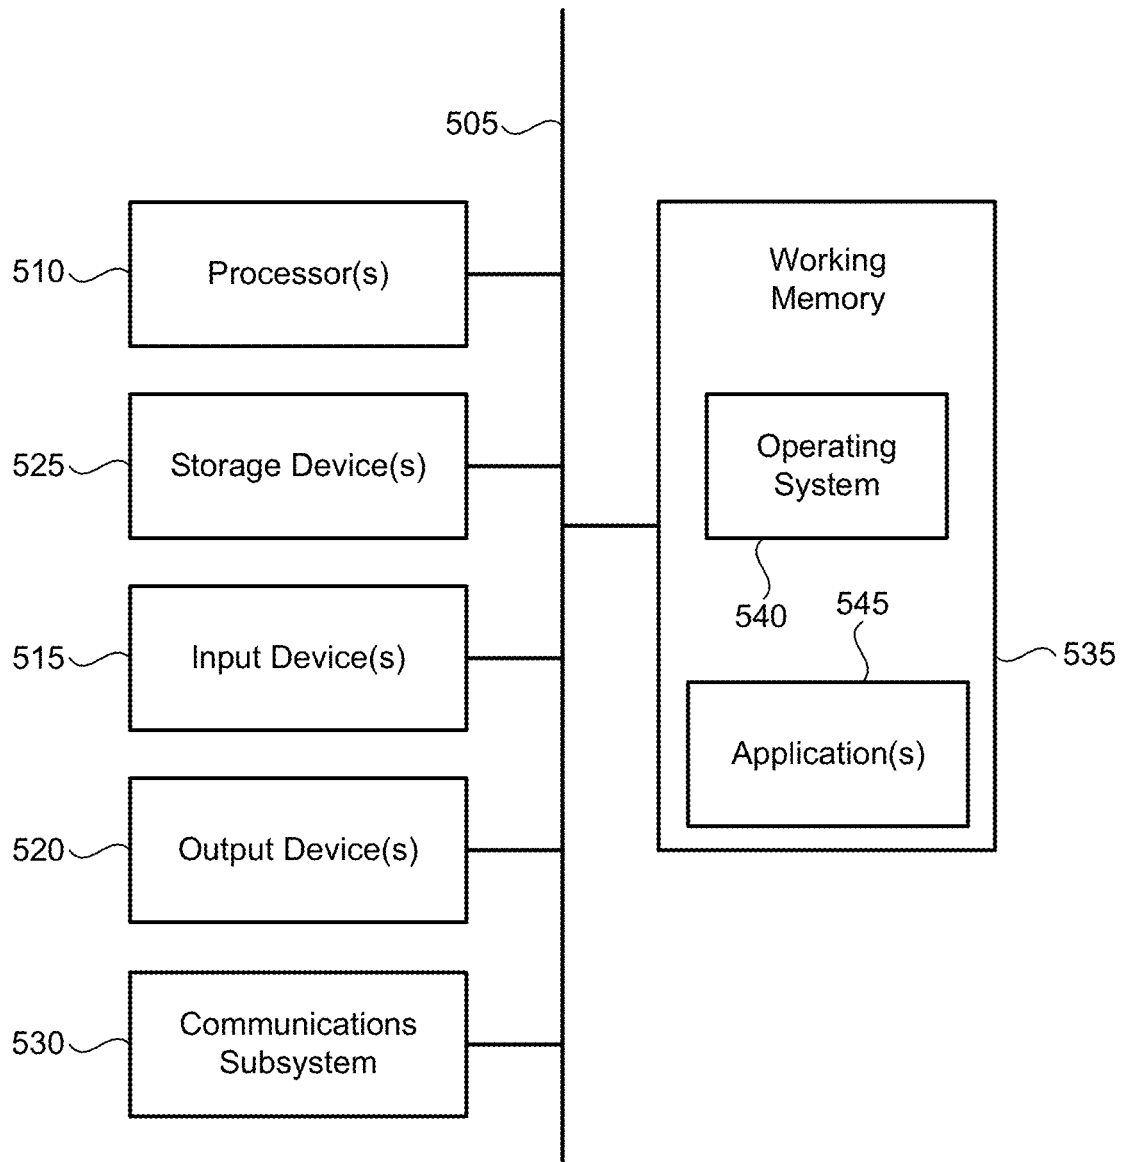 505
510
Processor(s)
525
Storage Device(s)
515
Input Device(s)
520
Output Device(s)
530
Communications
Subsystem
Working
Memory
Operating
System
540
545
535
Application(s)